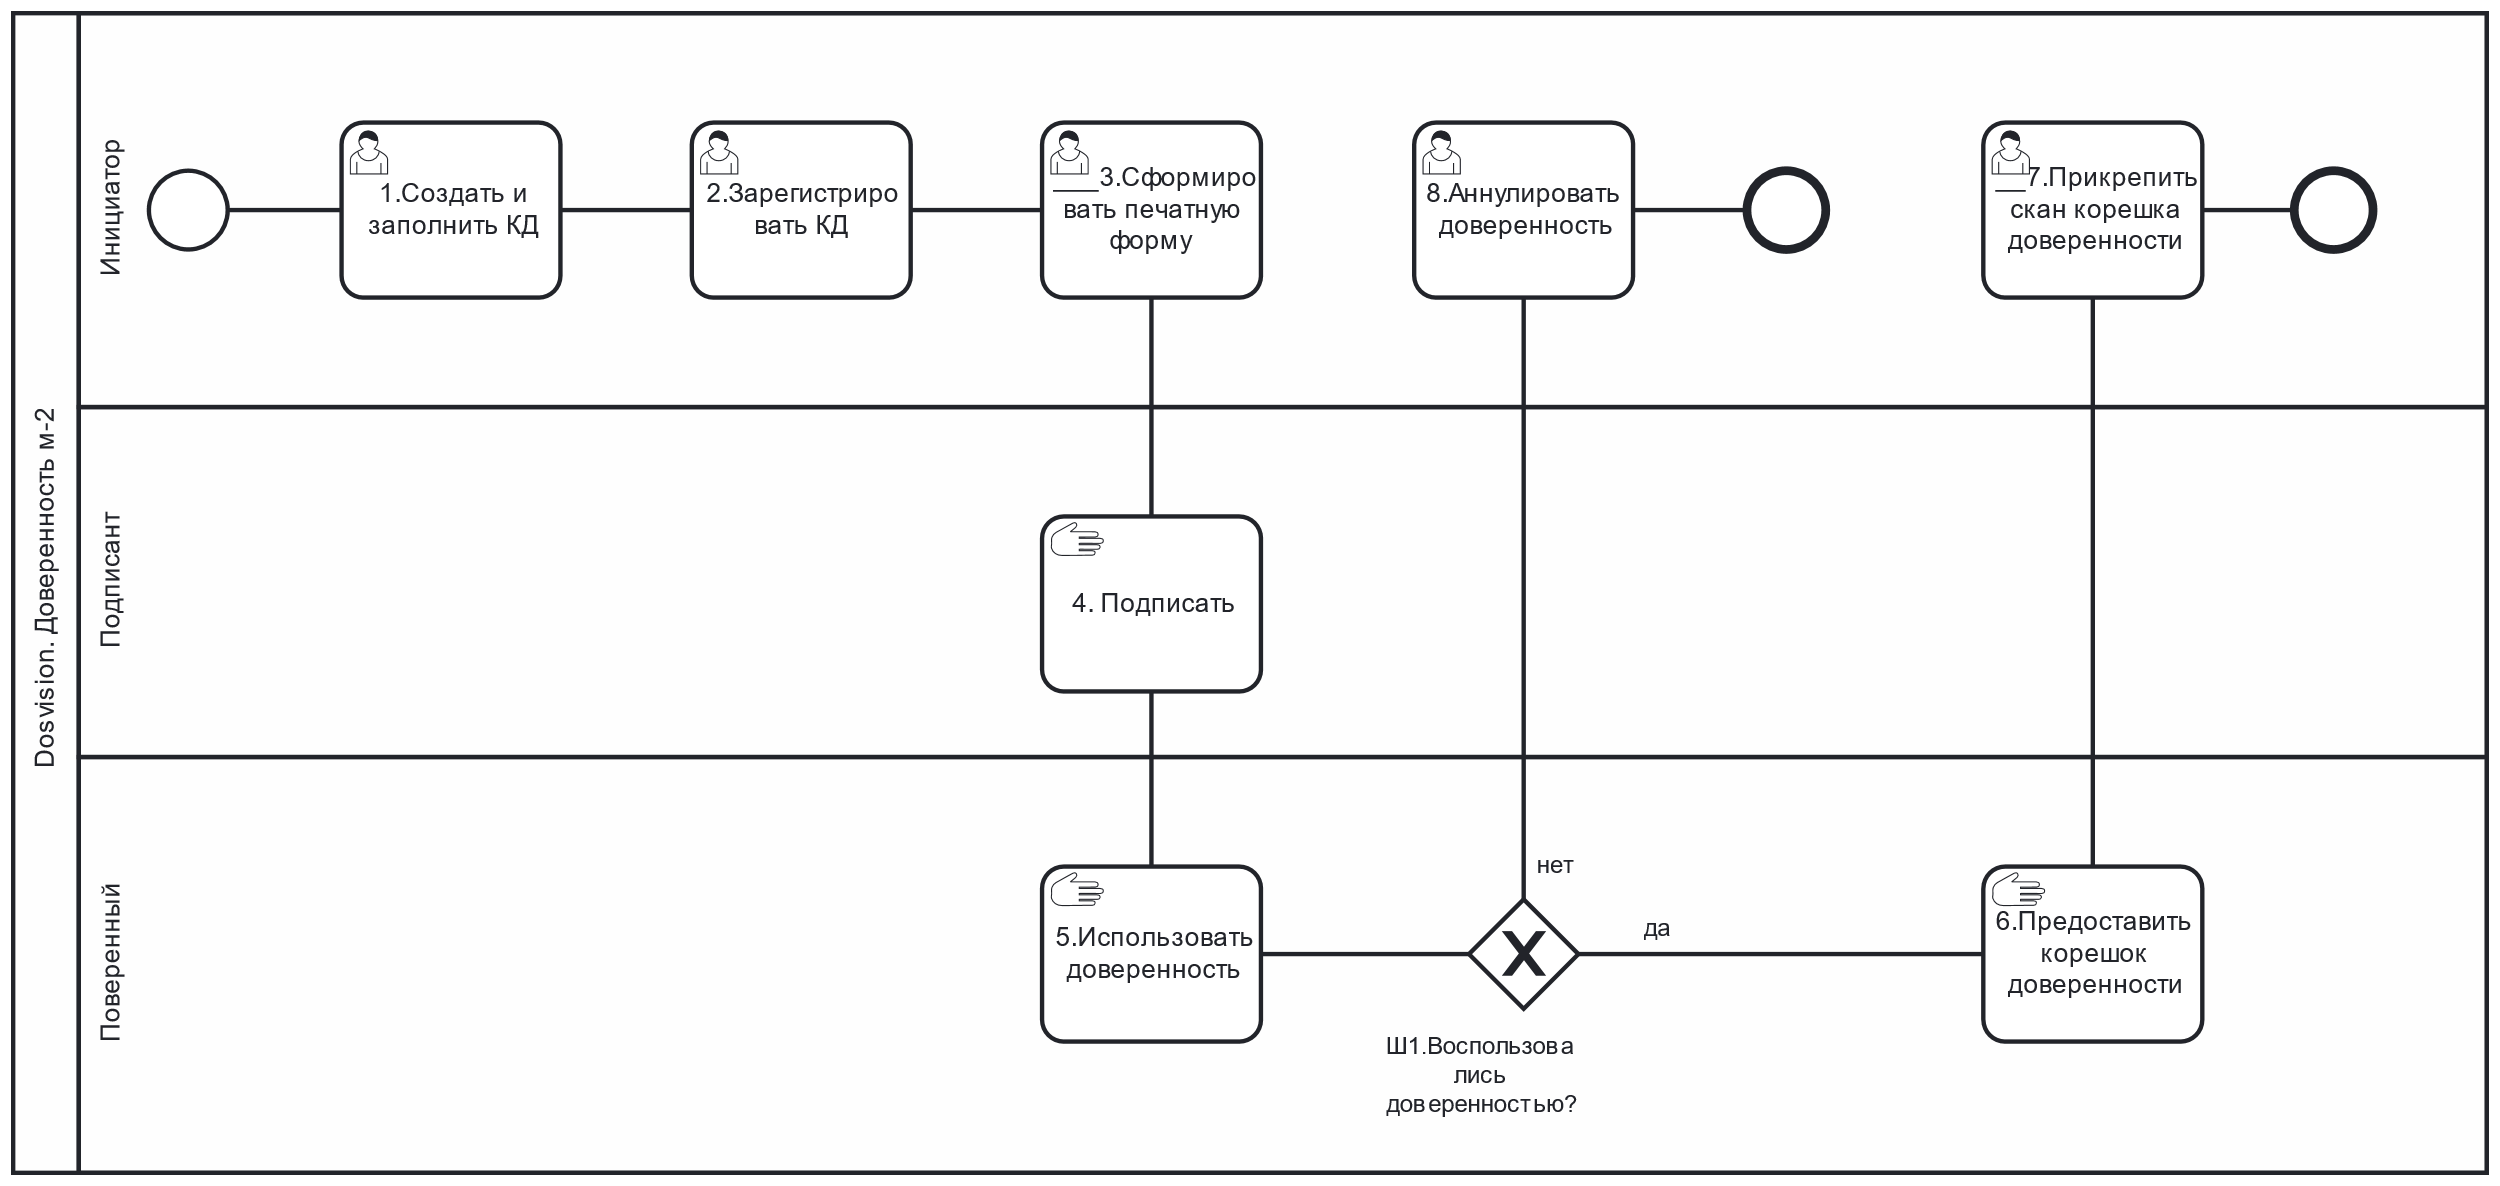 Dosvision. Доверенность м-2
Инициатор
1.Создать и
заполнить КД
2.Зарегистриро
вать КД
___3.Сформиро
вать печатную
форму
8.Аннулировать
доверенность
__7.Прикрепить
скан корешка
доверенности
Подписант
4. Подписать
Поверенный
5.Использовать
доверенность
нет
да
Ш1.Воспользова
лись
доверенностью?
6.Предоставить
корешок
доверенности